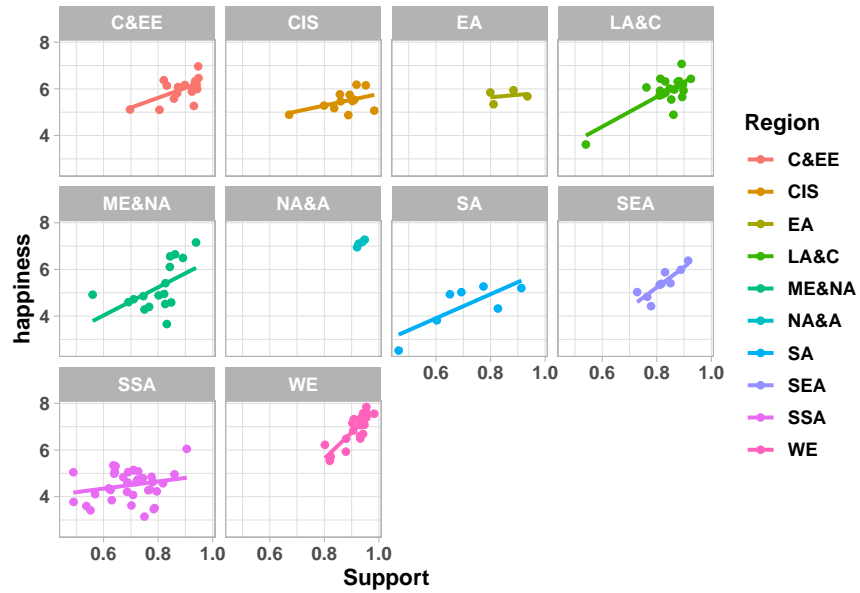 C&EE CIS EA LA&C
8
6
4
Region
C&EE
CIS
EA
LA&C
ME&NA
NA&A
SA
SEA
SSA
WE
ME&NA NA&A SA SEA
happiness
8
6
4
0.6 0.8 1.0 0.6 0.8 1.0
SSA WE
8
6
4
0.6 0.8 1.0 0.6 0.8 1.0
Support